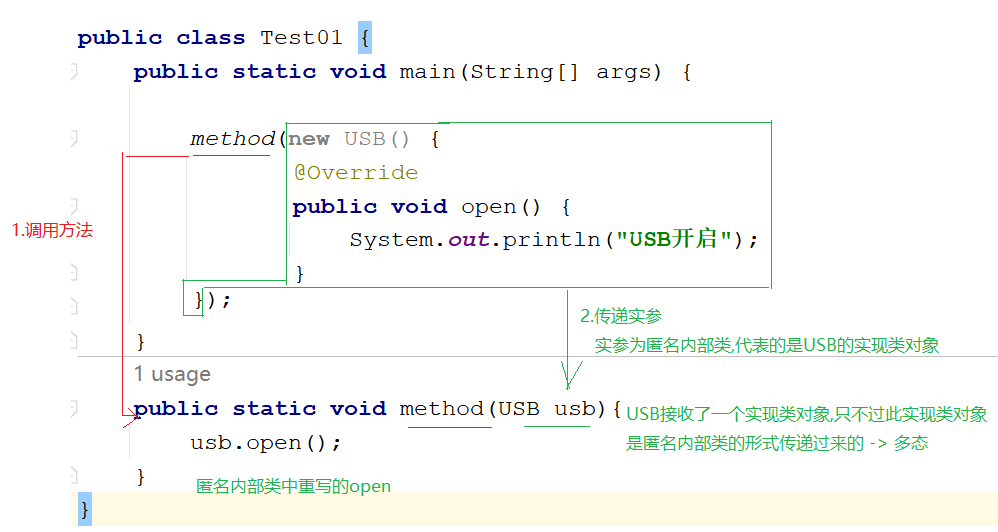 public class Test01 {
public static void main(String[] args) {
method(new USB() {
@Override
public void open() {
1.调用方法
System.out.println("USB开启");
}
});
2.传递实参
实参为匿名内部类,代表的是USB的实现类对象
}
1 usage
public static void method(USB usb){
USB接收了一个实现类对象,只不过此实现类对象
usb.open();
是匿名内部类的形式传递过来的 -> 多态
}
匿名内部类中重写的open
}